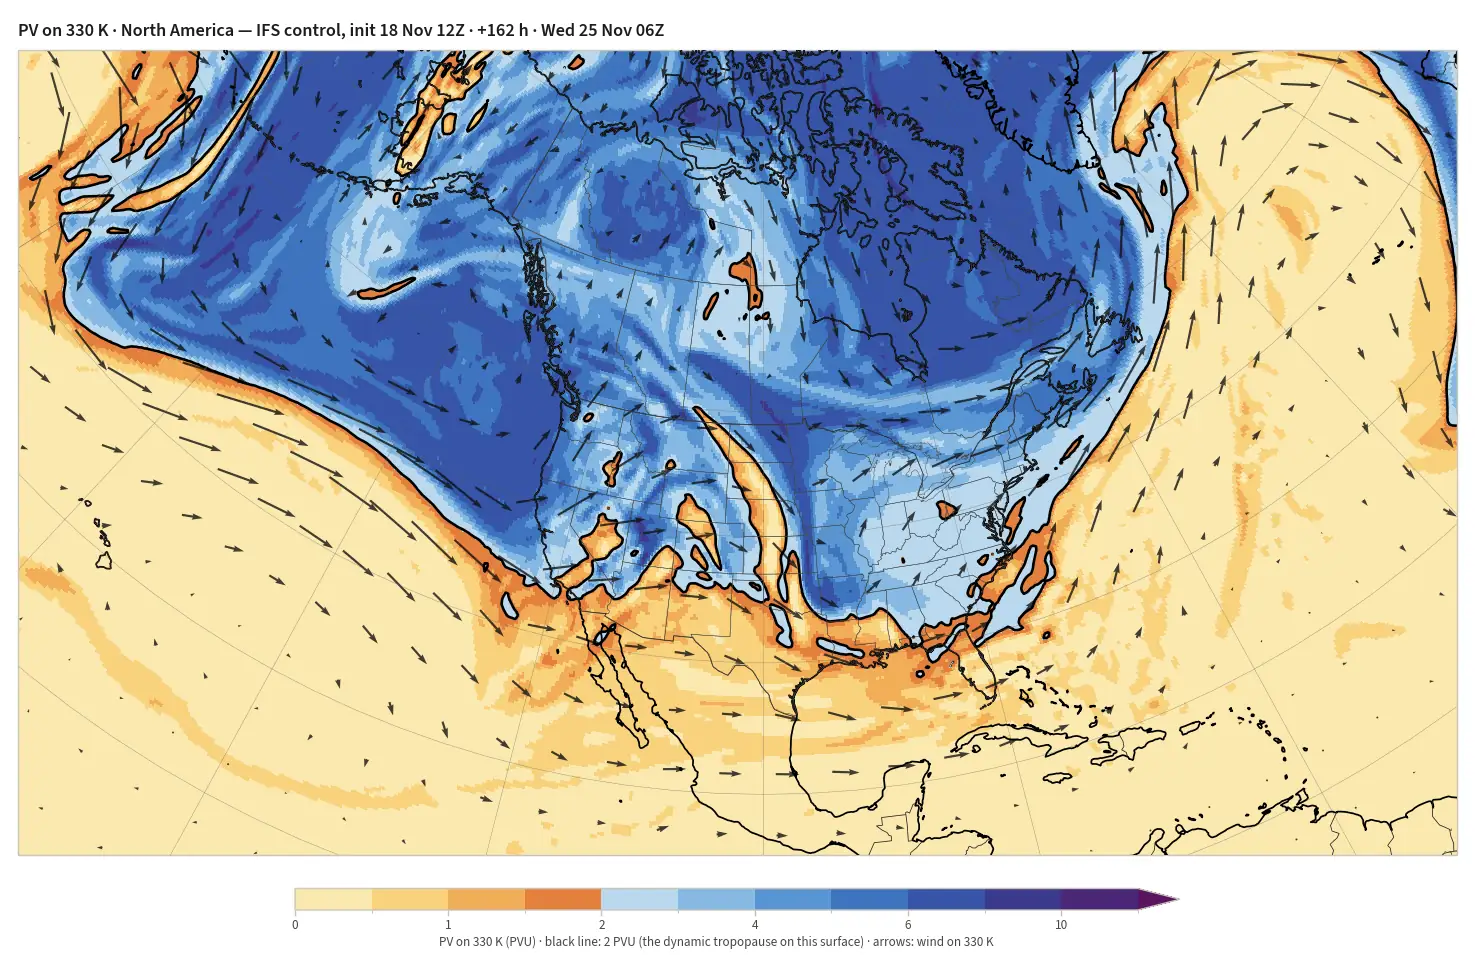 PV on 330 K · North America — IFS control, init 18 Nov 12Z · +162 h · Wed 25 Nov 06Z
0 1 2 4 6 10
PV on 330 K (PVU) · black line: 2 PVU (the dynamic tropopause on this surface) · arrows: wind on 330 K